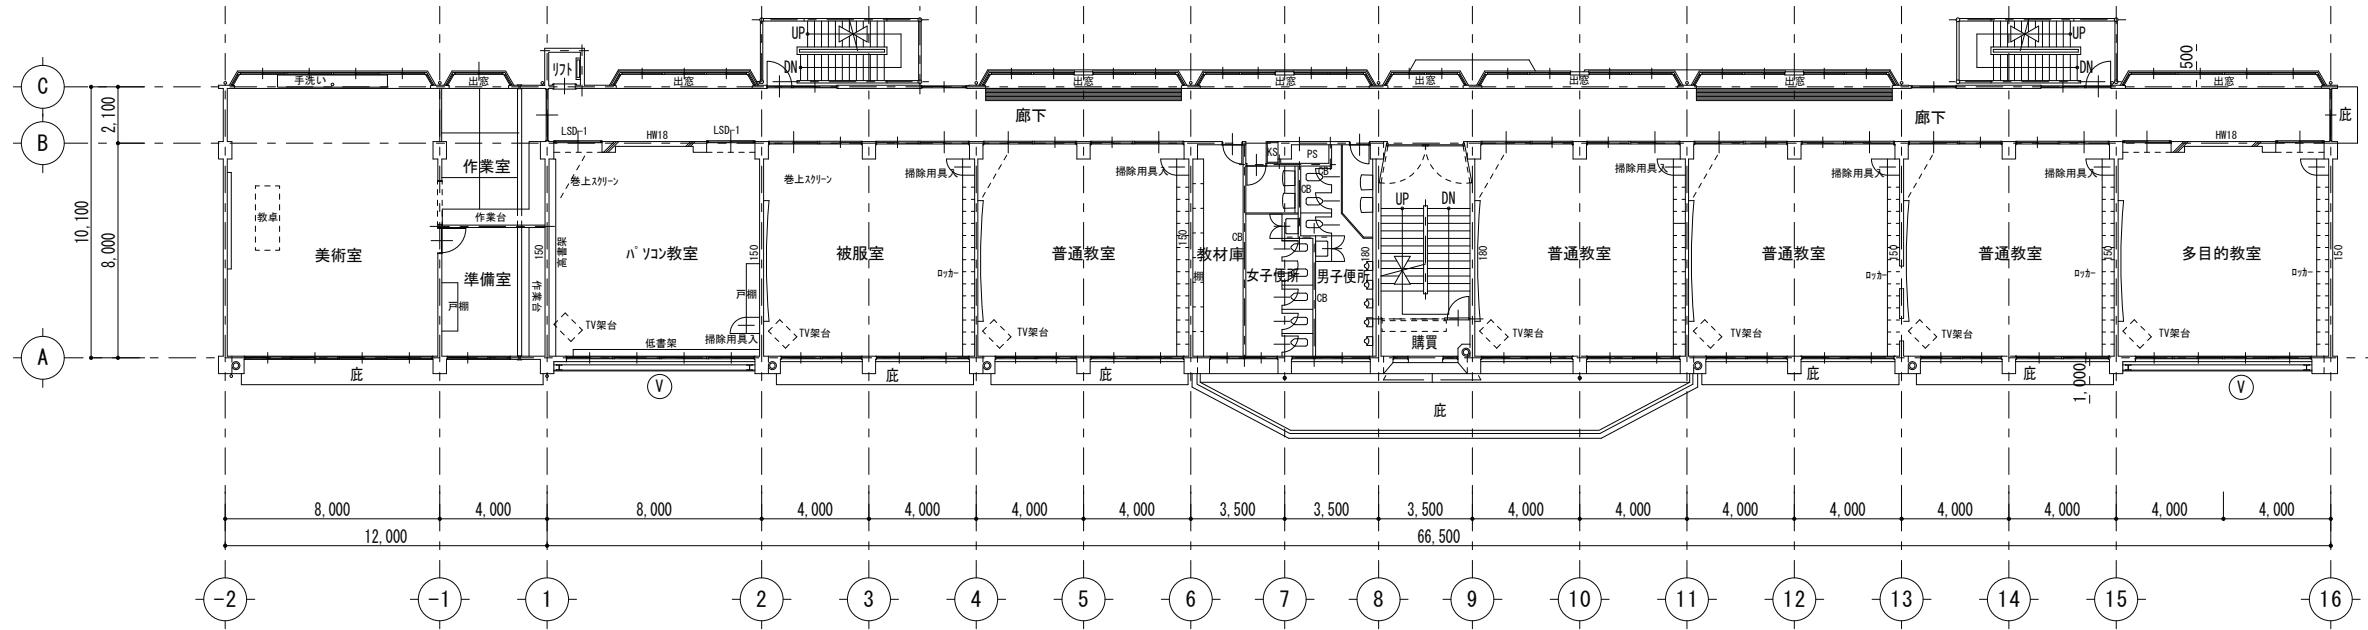 UP
DN
UP
DN
500
リフト
手洗い
出窓
出窓
出窓
出窓
出窓
出窓
出窓
出窓
C
廊下
廊下
庇
2,100
LSD-1
HW18
LSD-1
HW18
B
KS
PS
作業室
巻上スクリーン
巻上スクリーン
掃除用具入
掃除用具入
CB
掃除用具入
掃除用具入
掃除用具入
CB
UP
DN
教卓
作業台
10,100
8,000
美術室
準備室
150
高書架
パソコン教室
150
被服室
普通教室
150
教材庫
CB
女子便所
男子便所
180
180
普通教室
普通教室
150
普通教室
150
多目的教室
150
ロッカー
棚
ロッカー
ロッカー
ロッカー
戸棚
作業台
戸棚
CB
TV架台
TV架台
TV架台
TV架台
TV架台
TV架台
TV架台
掃除用具入
低書架
購買
A
庇
V
庇
庇
庇
庇
庇
1,000
V
8,000
4,000
8,000
4,000
4,000
4,000
4,000
3,500
3,500
3,500
4,000
4,000
4,000
4,000
4,000
4,000
4,000
4,000
12,000
66,500
-2
-1
1
2
3
4
5
6
7
8
9
10
11
12
13
14
15
16